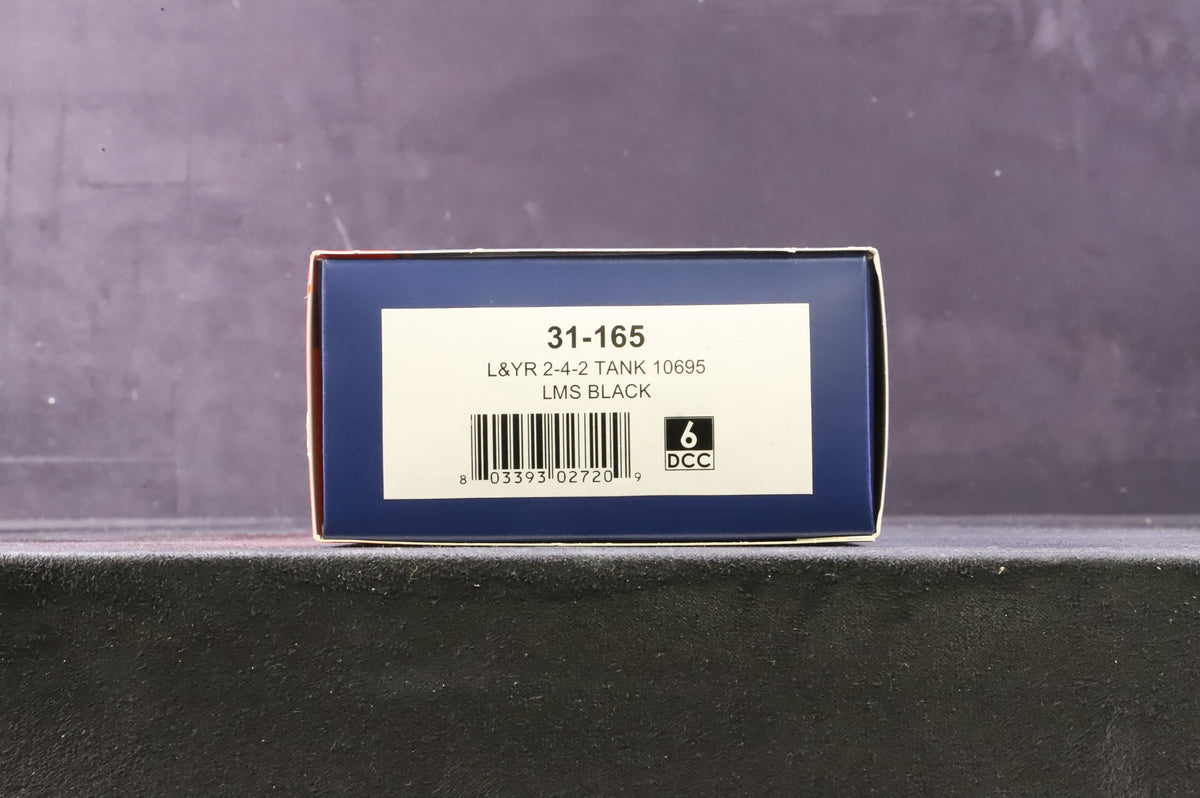 31-165
L&YR 2-4-2 TANK 10695
LMS BLACK
8 03393 02720 9
6
DCC